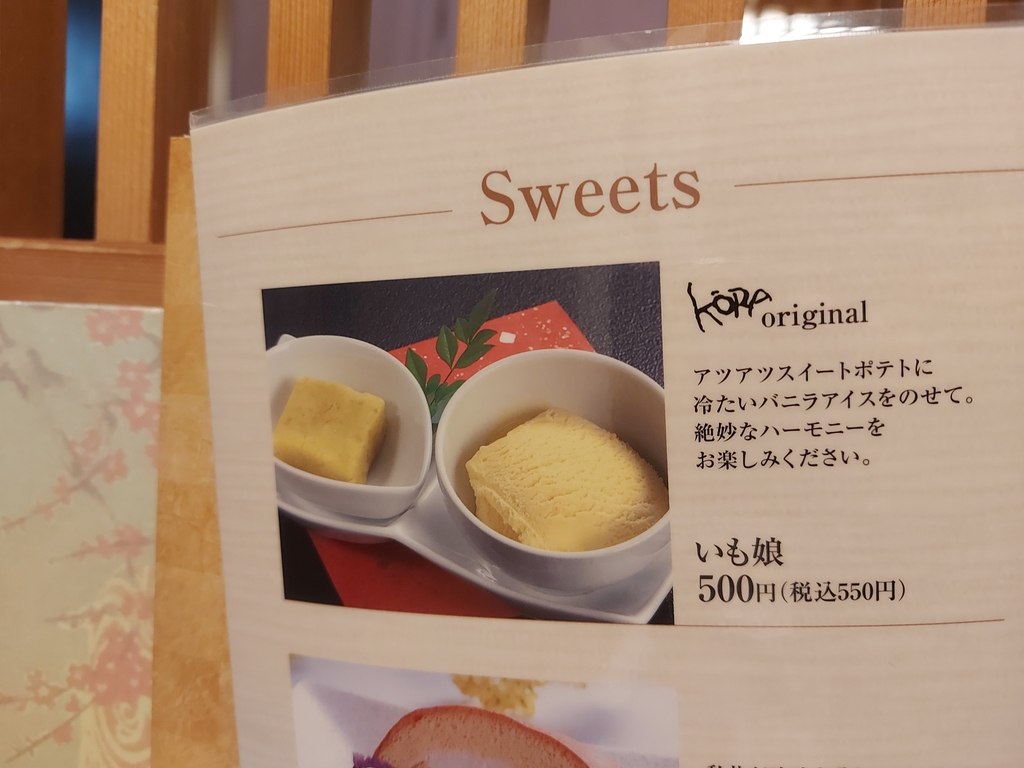 Sweets
KŌRA original
アツアツスイートポテトに
冷たいバニラアイスをのせて。
絶妙なハーモニーを
お楽しみください。
いも娘
500円(税込550円)